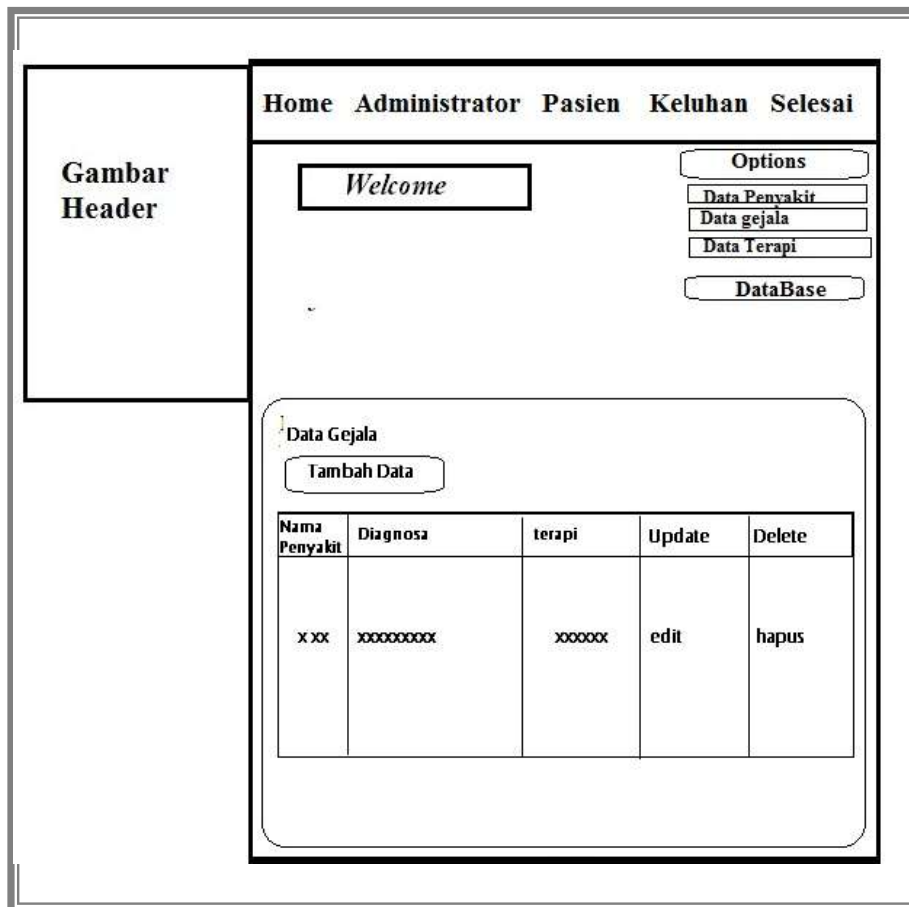 Gambar
Header
Home Administrator Pasien Keluhan Selesai
Welcome
Options
Data Penyakit
Data gejala
Data Terapi
DataBase
Data Gejala
Tambah Data
Nama
Penyakit
Diagnosa
terapi
Update
Delete
x xx
xxxxxxxxx
xxxxxx
edit
hapus